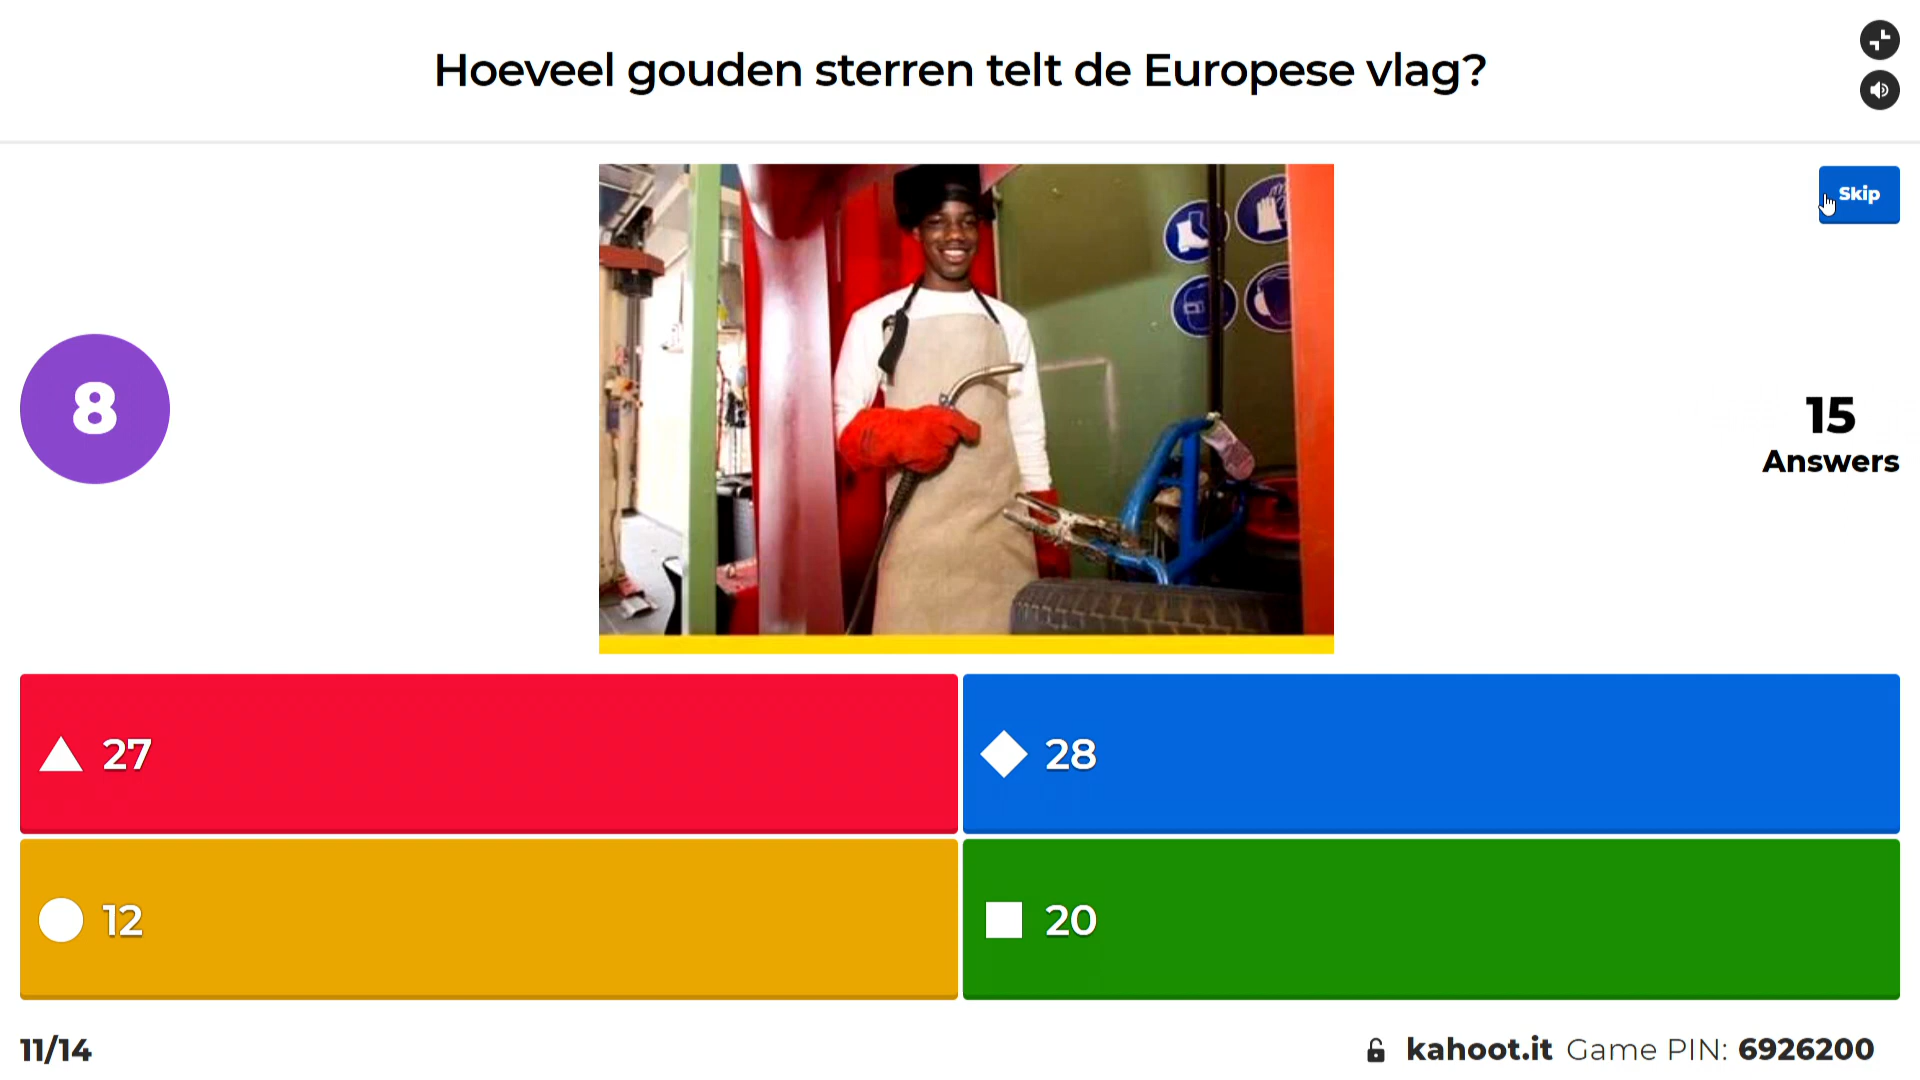 Hoeveel gouden sterren telt de Europese vlag?
Skip
8
15
Answers
27
28
12
20
11/14
kahoot.it Game PIN: 6926200